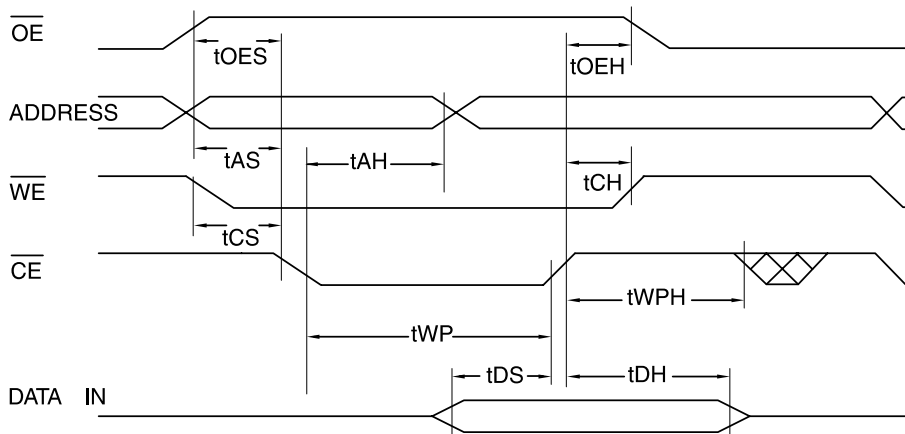 OE
tOES
tOEH
ADDRESS
tAS
tAH
WE
tCH
tCS
CE
tWPH
tWP
tDS
tDH
DATA IN